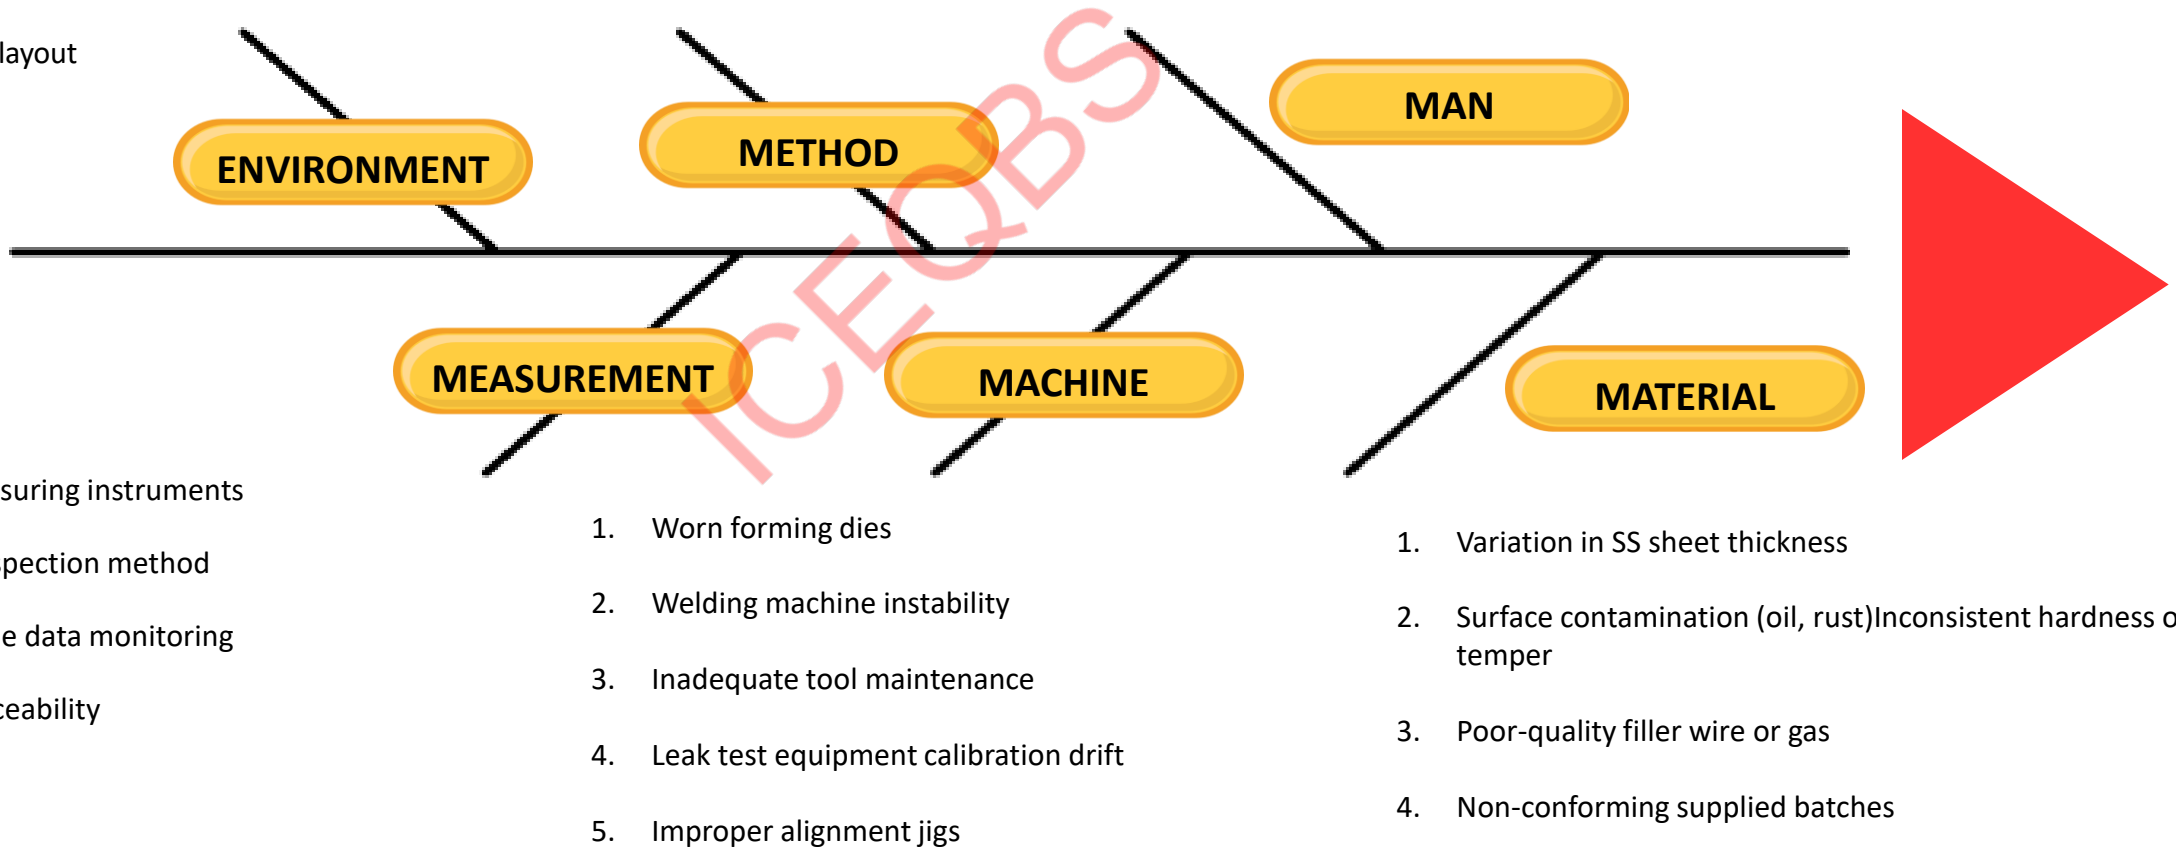 layout
ENVIRONMENT
METHOD
MAN
MEASUREMENT
MACHINE
MATERIAL
ICEQBS
suring instruments
spection method
e data monitoring
ceability
1. Worn forming dies
2. Welding machine instability
3. Inadequate tool maintenance
4. Leak test equipment calibration drift
5. Improper alignment jigs
1. Variation in SS sheet thickness
2. Surface contamination (oil, rust)Inconsistent hardness o
temper
3. Poor-quality filler wire or gas
4. Non-conforming supplied batches